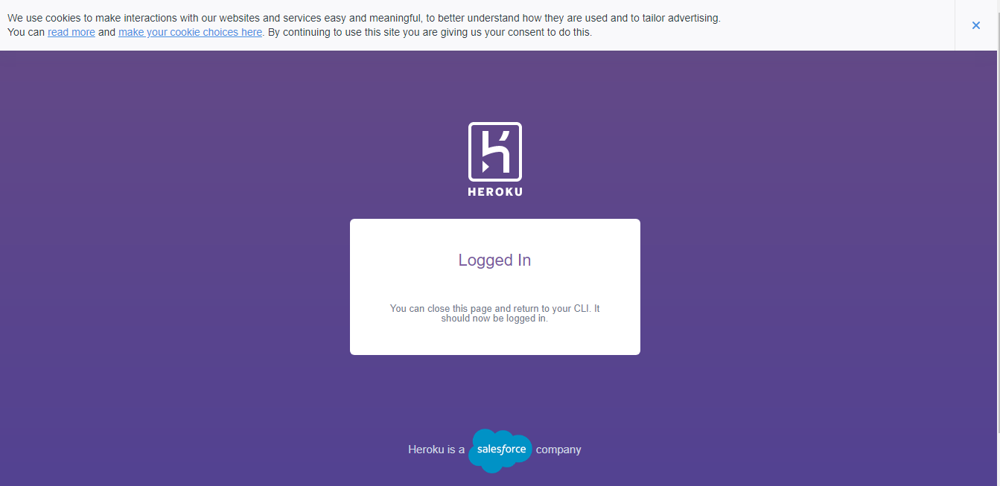 We use cookies to make interactions with our websites and services easy and meaningful, to better understand how they are used and to tailor advertising.
You can read more and make your cookie choices here. By continuing to use this site you are giving us your consent to do this.
HEROKU
Logged In
You can close this page and return to your CLI. It
should now be logged in.
Heroku is a salesforce company